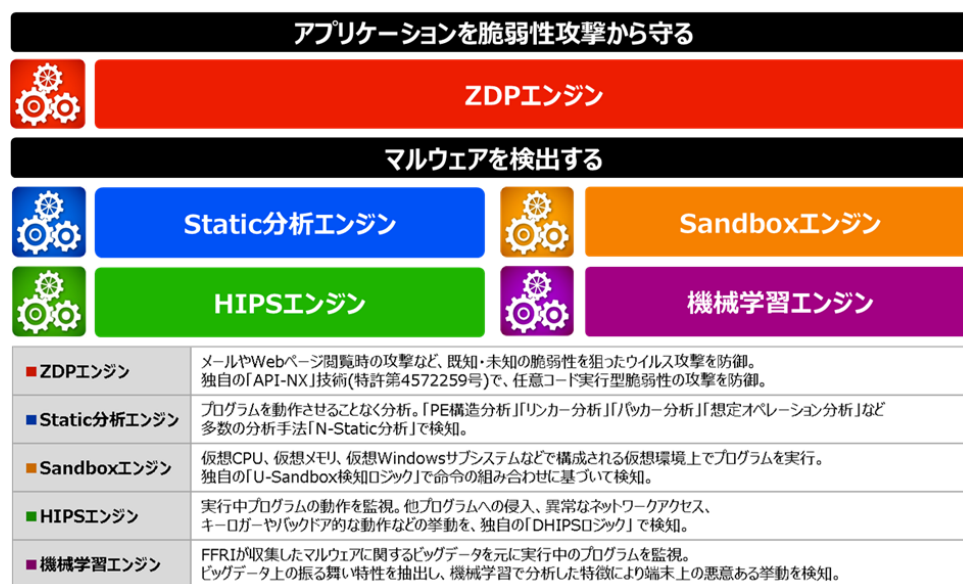 アプリケーションを脆弱性攻撃から守る
ZDPエンジン
マルウェアを検出する
Static分析エンジン
Sandboxエンジン
HIPSエンジン
機械学習エンジン
■ZDPエンジン
メールやWebページ閲覧時の攻撃など、既知・未知の脆弱性を狙ったウイルス攻撃を防御。
独自の「API-NX」技術(特許第4572259号)で、任意コード実行型脆弱性の攻撃を防御。
■Static分析エンジン
プログラムを動作させることなく分析。「PE構造分析」「リンカー分析」「パッカー分析」「想定オペレーション分析」など
多数の分析手法「N-Static分析」で検知。
■Sandboxエンジン
仮想CPU、仮想メモリ、仮想Windowsサブシステムなどで構成される仮想環境上でプログラムを実行。
独自の「U-Sandbox検知ロジック」で命令の組み合わせに基づいて検知。
■HIPSエンジン
実行中プログラムの動作を監視。他プログラムへの侵入、異常なネットワークアクセス、
キーロガーやバックドア的な動作などの挙動を、独自の「DHIPSロジック」で検知。
■機械学習エンジン
FFRIが収集したマルウェアに関するビッグデータを元に実行中のプログラムを監視。
ビッグデータ上の振る舞い特性を抽出し、機械学習で分析した特徴により端末上の悪意ある挙動を検知。